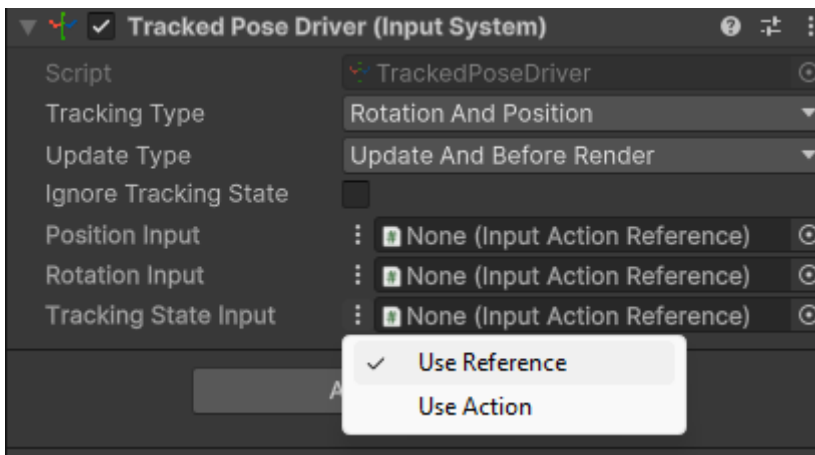 Tracked Pose Driver (Input System)
Script TrackedPoseDriver
Tracking Type Rotation And Position
Update Type Update And Before Render
Ignore Tracking State
Position Input None (Input Action Reference)
Rotation Input None (Input Action Reference)
Tracking State Input None (Input Action Reference)
Use Reference
Use Action